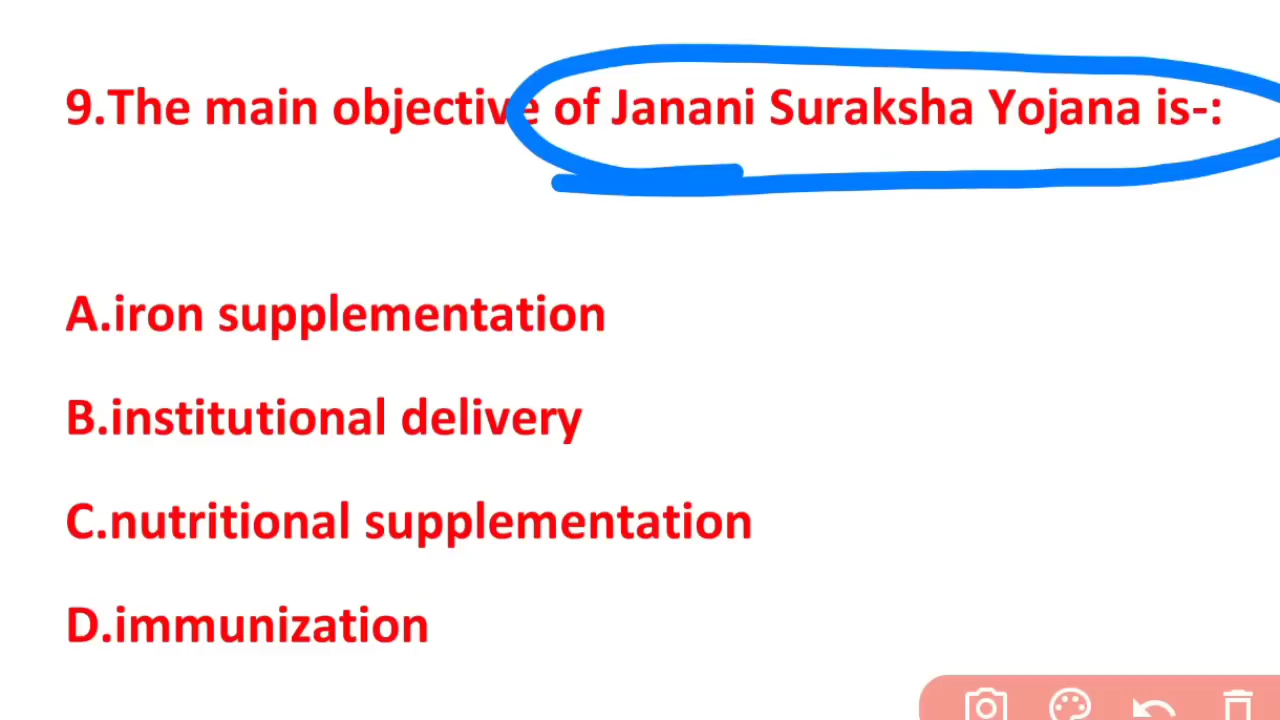 9.The main objective of Janani Suraksha Yojana is-:
A.iron supplementation
B.institutional delivery
C.nutritional supplementation
D.immunization